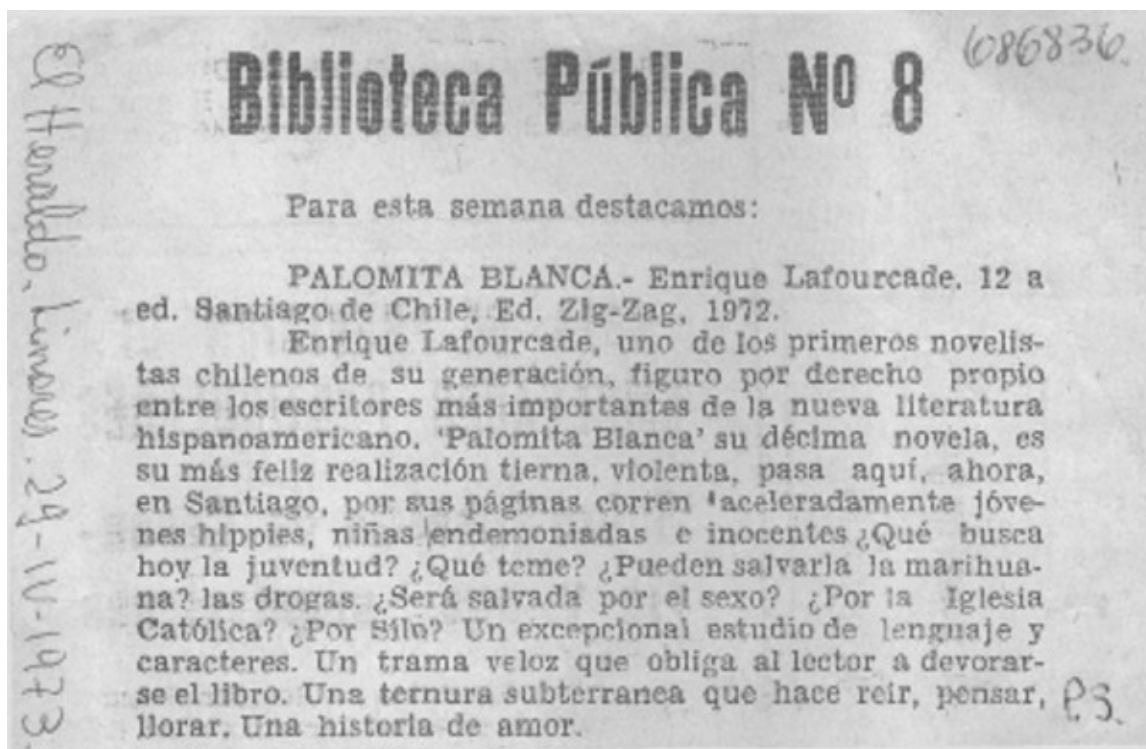 686836.
Biblioteca Pública Nº 8
Para esta semana destacamos:
PALOMITA BLANCA.- Enrique Lafourcade. 12 a
ed. Santiago de Chile, Ed. Zig-Zag, 1972.
Enrique Lafourcade, uno de los primeros novelis-
tas chilenos de su generación, figuro por derecho propio
entre los escritores más importantes de la nueva literatura
hispanoamericano. 'Palomita Blanca' su décima novela, es
su más feliz realización tierna, violenta, pasa aquí, ahora,
en Santiago, por sus páginas corren 'aceleradamente jóve-
nes hippies, niñas endemoniadas e inocentes ¿Qué busca
hoy la juventud? ¿Qué teme? ¿Pueden salvarla la marihua-
na? las drogas. ¿Será salvada por el sexo? ¿Por la Iglesia
Católica? ¿Por Silo? Un excepcional estudio de lenguaje y
caracteres. Un trama veloz que obliga al lector a devorar-
se el libro. Una ternura subterranea que hace reir, pensar,
llorar. Una historia de amor.
P.S.
El Heraldo. Linares. 29-IV-1973.